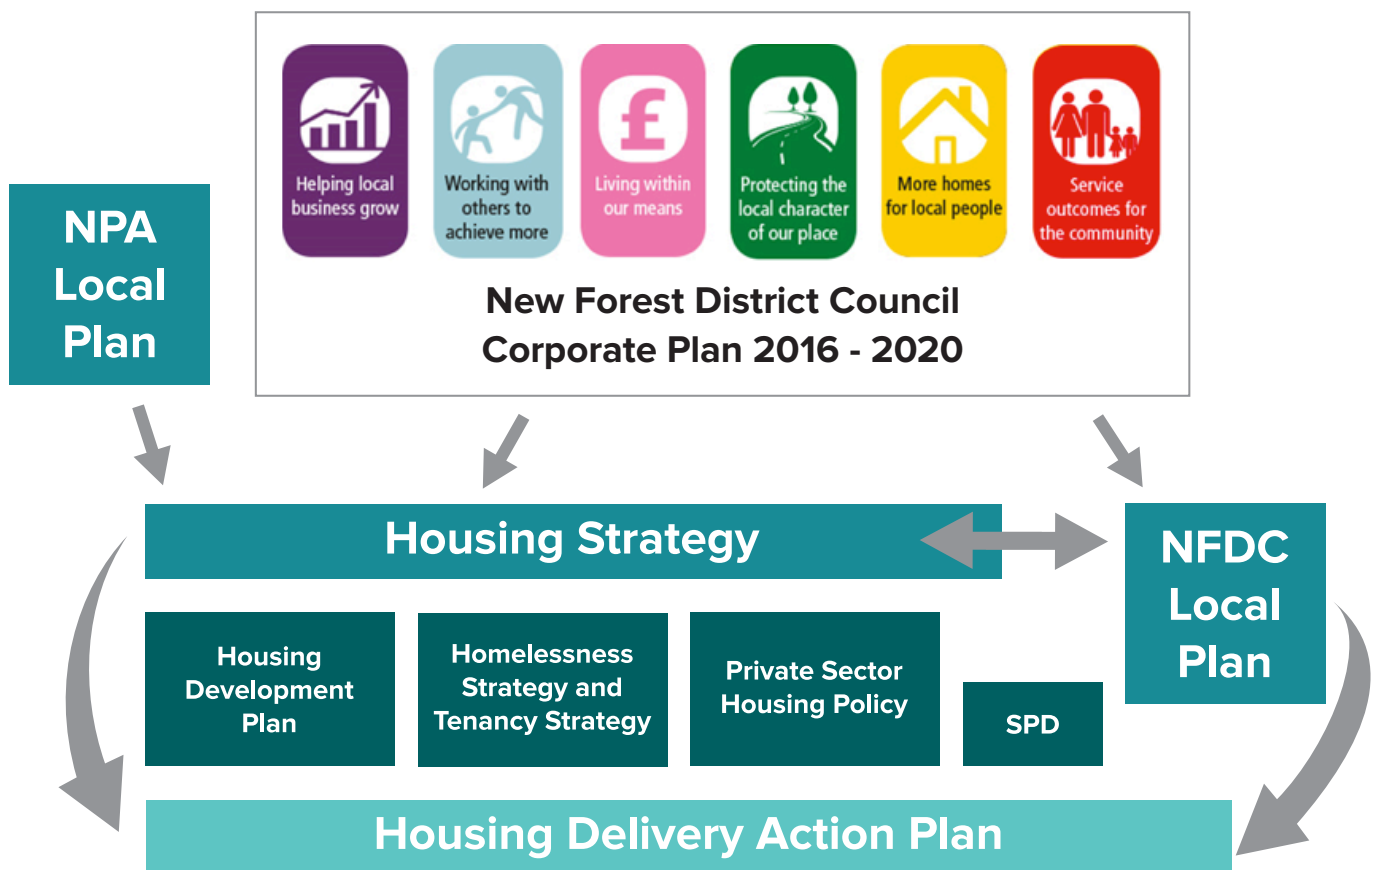 Helping local
business grow
Working with
others to
achieve more
£
Living within
our means
Protecting the
local character
of our place
More homes
for local people
Service
outcomes for
the community
New Forest District Council
Corporate Plan 2016 - 2020
NPA
Local
Plan
Housing Strategy
NFDC
Local
Plan
Housing
Development
Plan
Homelessness
Strategy and
Tenancy Strategy
Private Sector
Housing Policy
SPD
Housing Delivery Action Plan